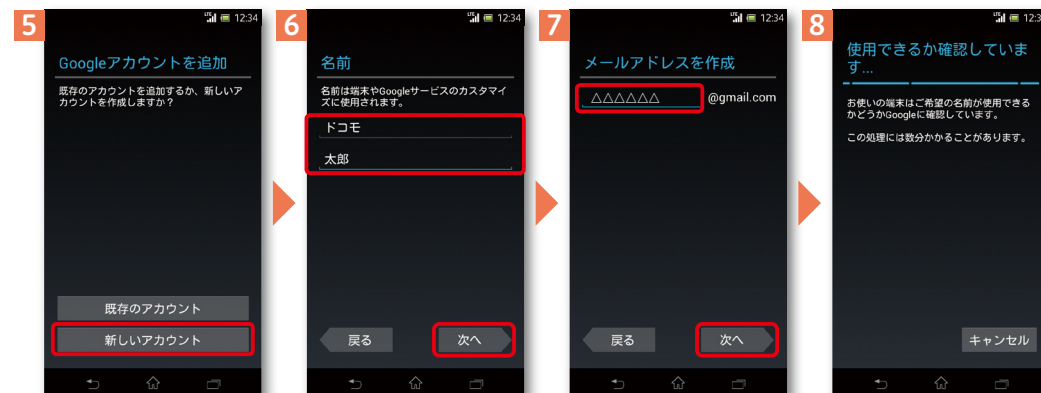 5
LTE 12:34
Googleアカウントを追加
既存のアカウントを追加するか、新しいア
カウントを作成しますか？
既存のアカウント
新しいアカウント
6
LTE 12:34
名前
名前は端末やGoogleサービスのカスタマイ
ズに使用されます。
ドコモ
太郎
戻る
次へ
7
LTE 12:34
メールアドレスを作成
△△△△△△ @gmail.com
戻る
次へ
8
LTE 12:3
使用できるか確認していま
す...
お使いの端末はご希望の名前が使用できる
かどうかGoogleに確認しています。
この処理には数分かかることがあります。
キャンセル